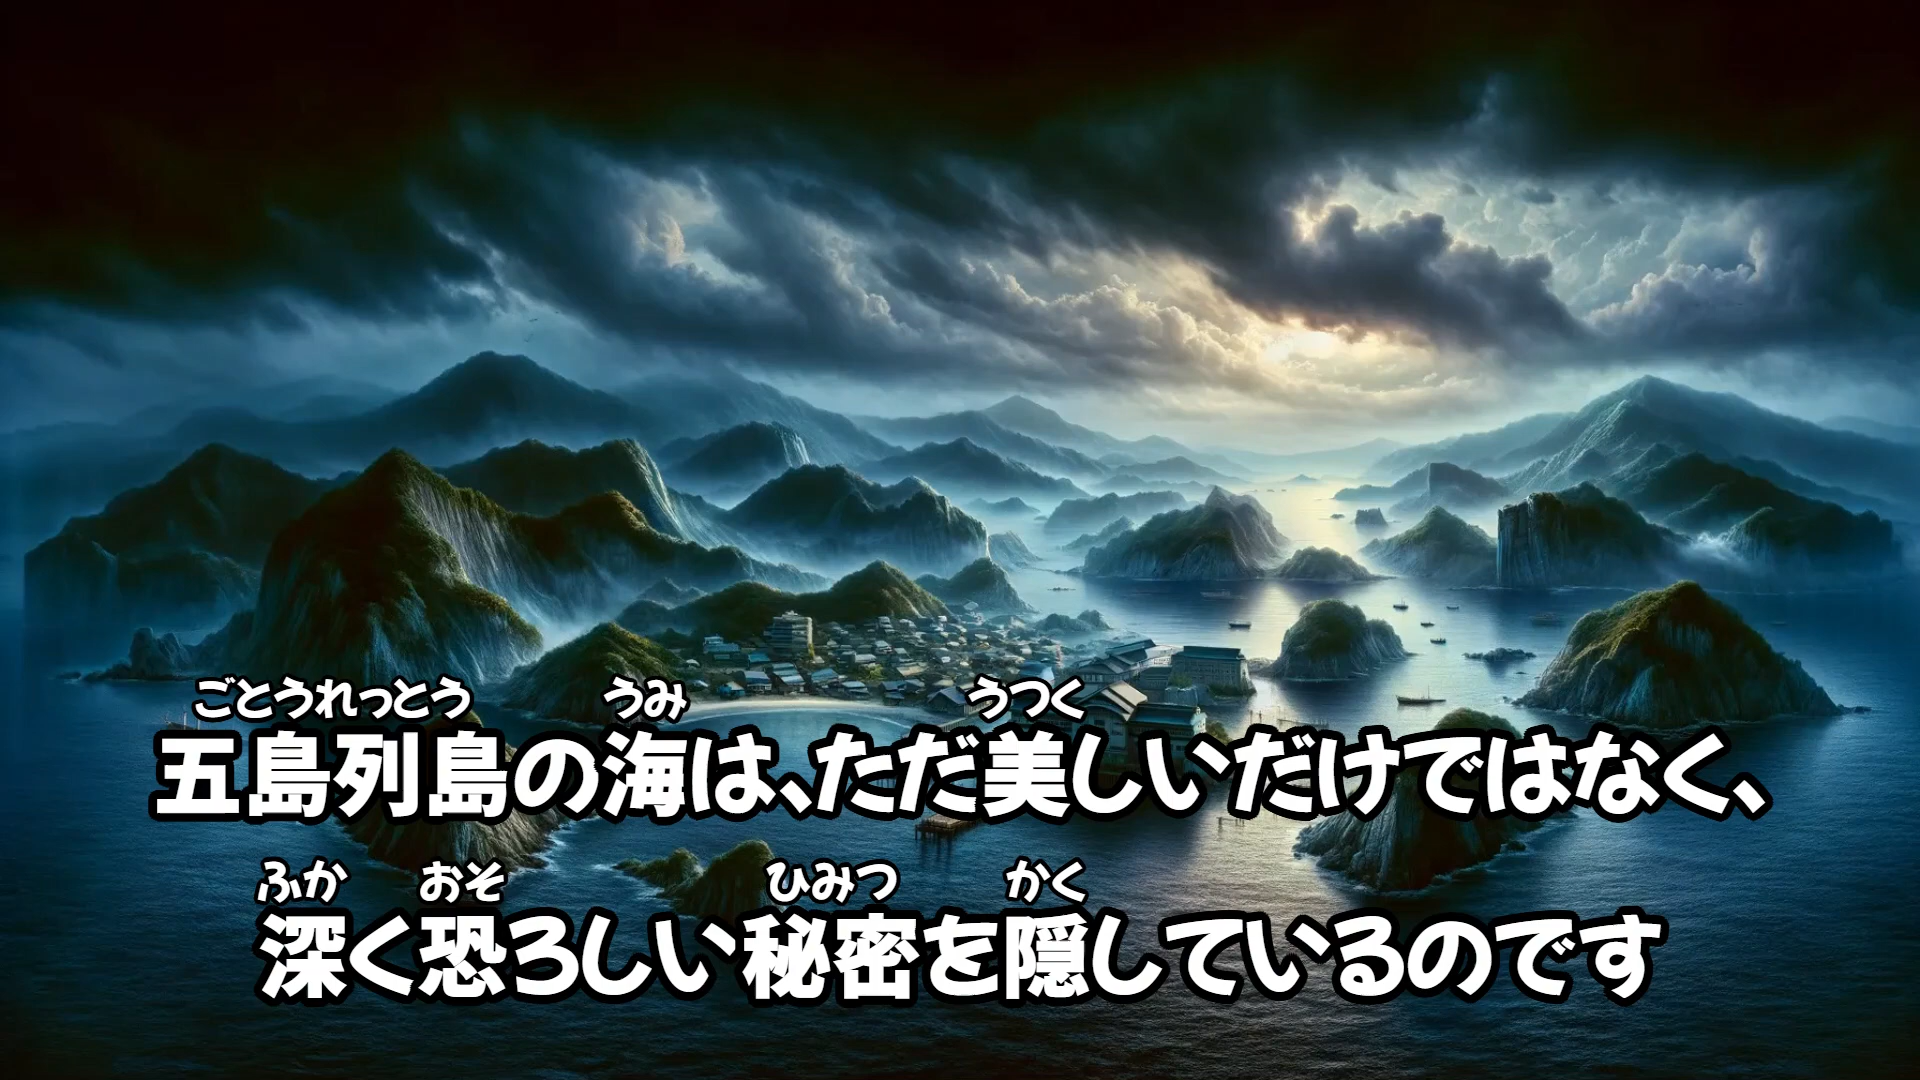 ごとうれっとう うみ うつく
五島列島の海は、ただ美しいだけではなく、
ふか おそ ひみつ かく
深く恐ろしい秘密を隠しているのです